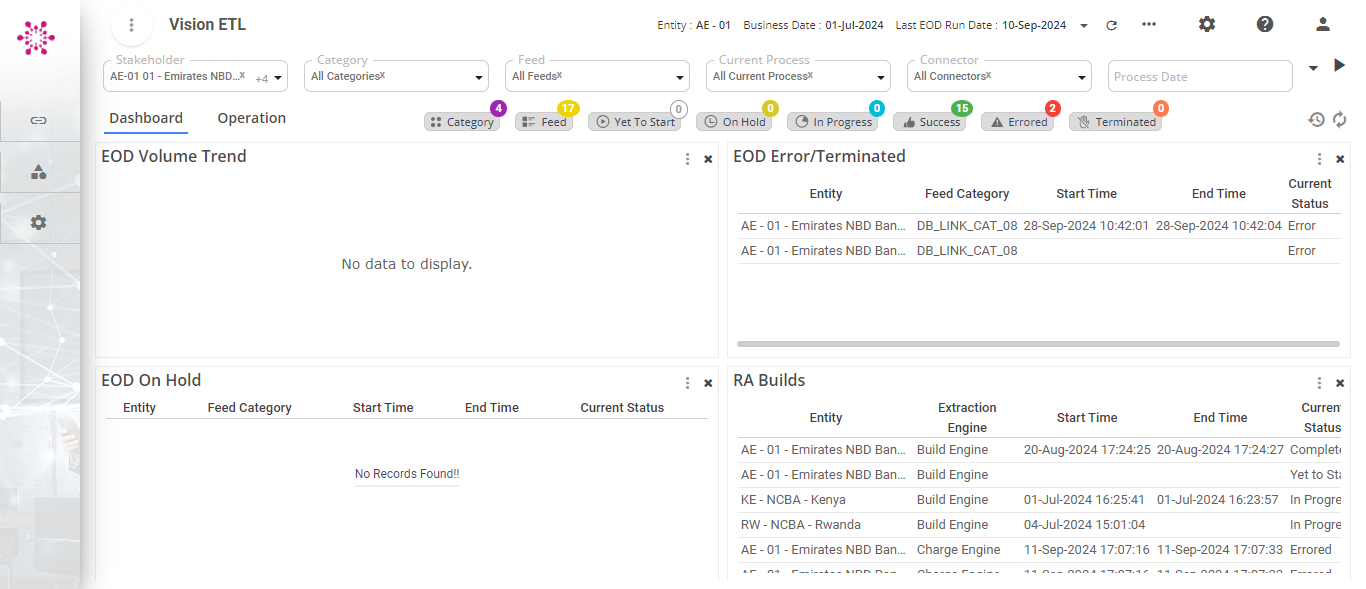 Vision ETL
Entity : AE - 01 Business Date : 01-Jul-2024 Last EOD Run Date : 10-Sep-2024
Stakeholder Category Feed Current Process Connector
AE-01 01 - Emirates NBD...x +4 All Categoriesx All Feedsx All Current Processx All Connectorsx Process Date
4 17 0 0 0 15 2 0
Dashboard Operation Category Feed Yet To Start On Hold In Progress Success Errored Terminated
EOD Volume Trend
No data to display.
EOD Error/Terminated
Entity Feed Category Start Time End Time Current Status
AE - 01 - Emirates NBD Ban... DB_LINK_CAT_08 28-Sep-2024 10:42:01 28-Sep-2024 10:42:04 Error
AE - 01 - Emirates NBD Ban... DB_LINK_CAT_08 Error
EOD On Hold
Entity Feed Category Start Time End Time Current Status
No Records Found!!
RA Builds
Entity Extraction Engine Start Time End Time Current Status
AE - 01 - Emirates NBD Ban... Build Engine 20-Aug-2024 17:24:25 20-Aug-2024 17:24:27 Complete
AE - 01 - Emirates NBD Ban... Build Engine Yet to Sta
KE - NCBA - Kenya Build Engine 01-Jul-2024 16:25:41 01-Jul-2024 16:23:57 In Progre
RW - NCBA - Rwanda Build Engine 04-Jul-2024 15:01:04 In Progre
AE - 01 - Emirates NBD Ban... Charge Engine 11-Sep-2024 17:07:16 11-Sep-2024 17:07:33 Errored